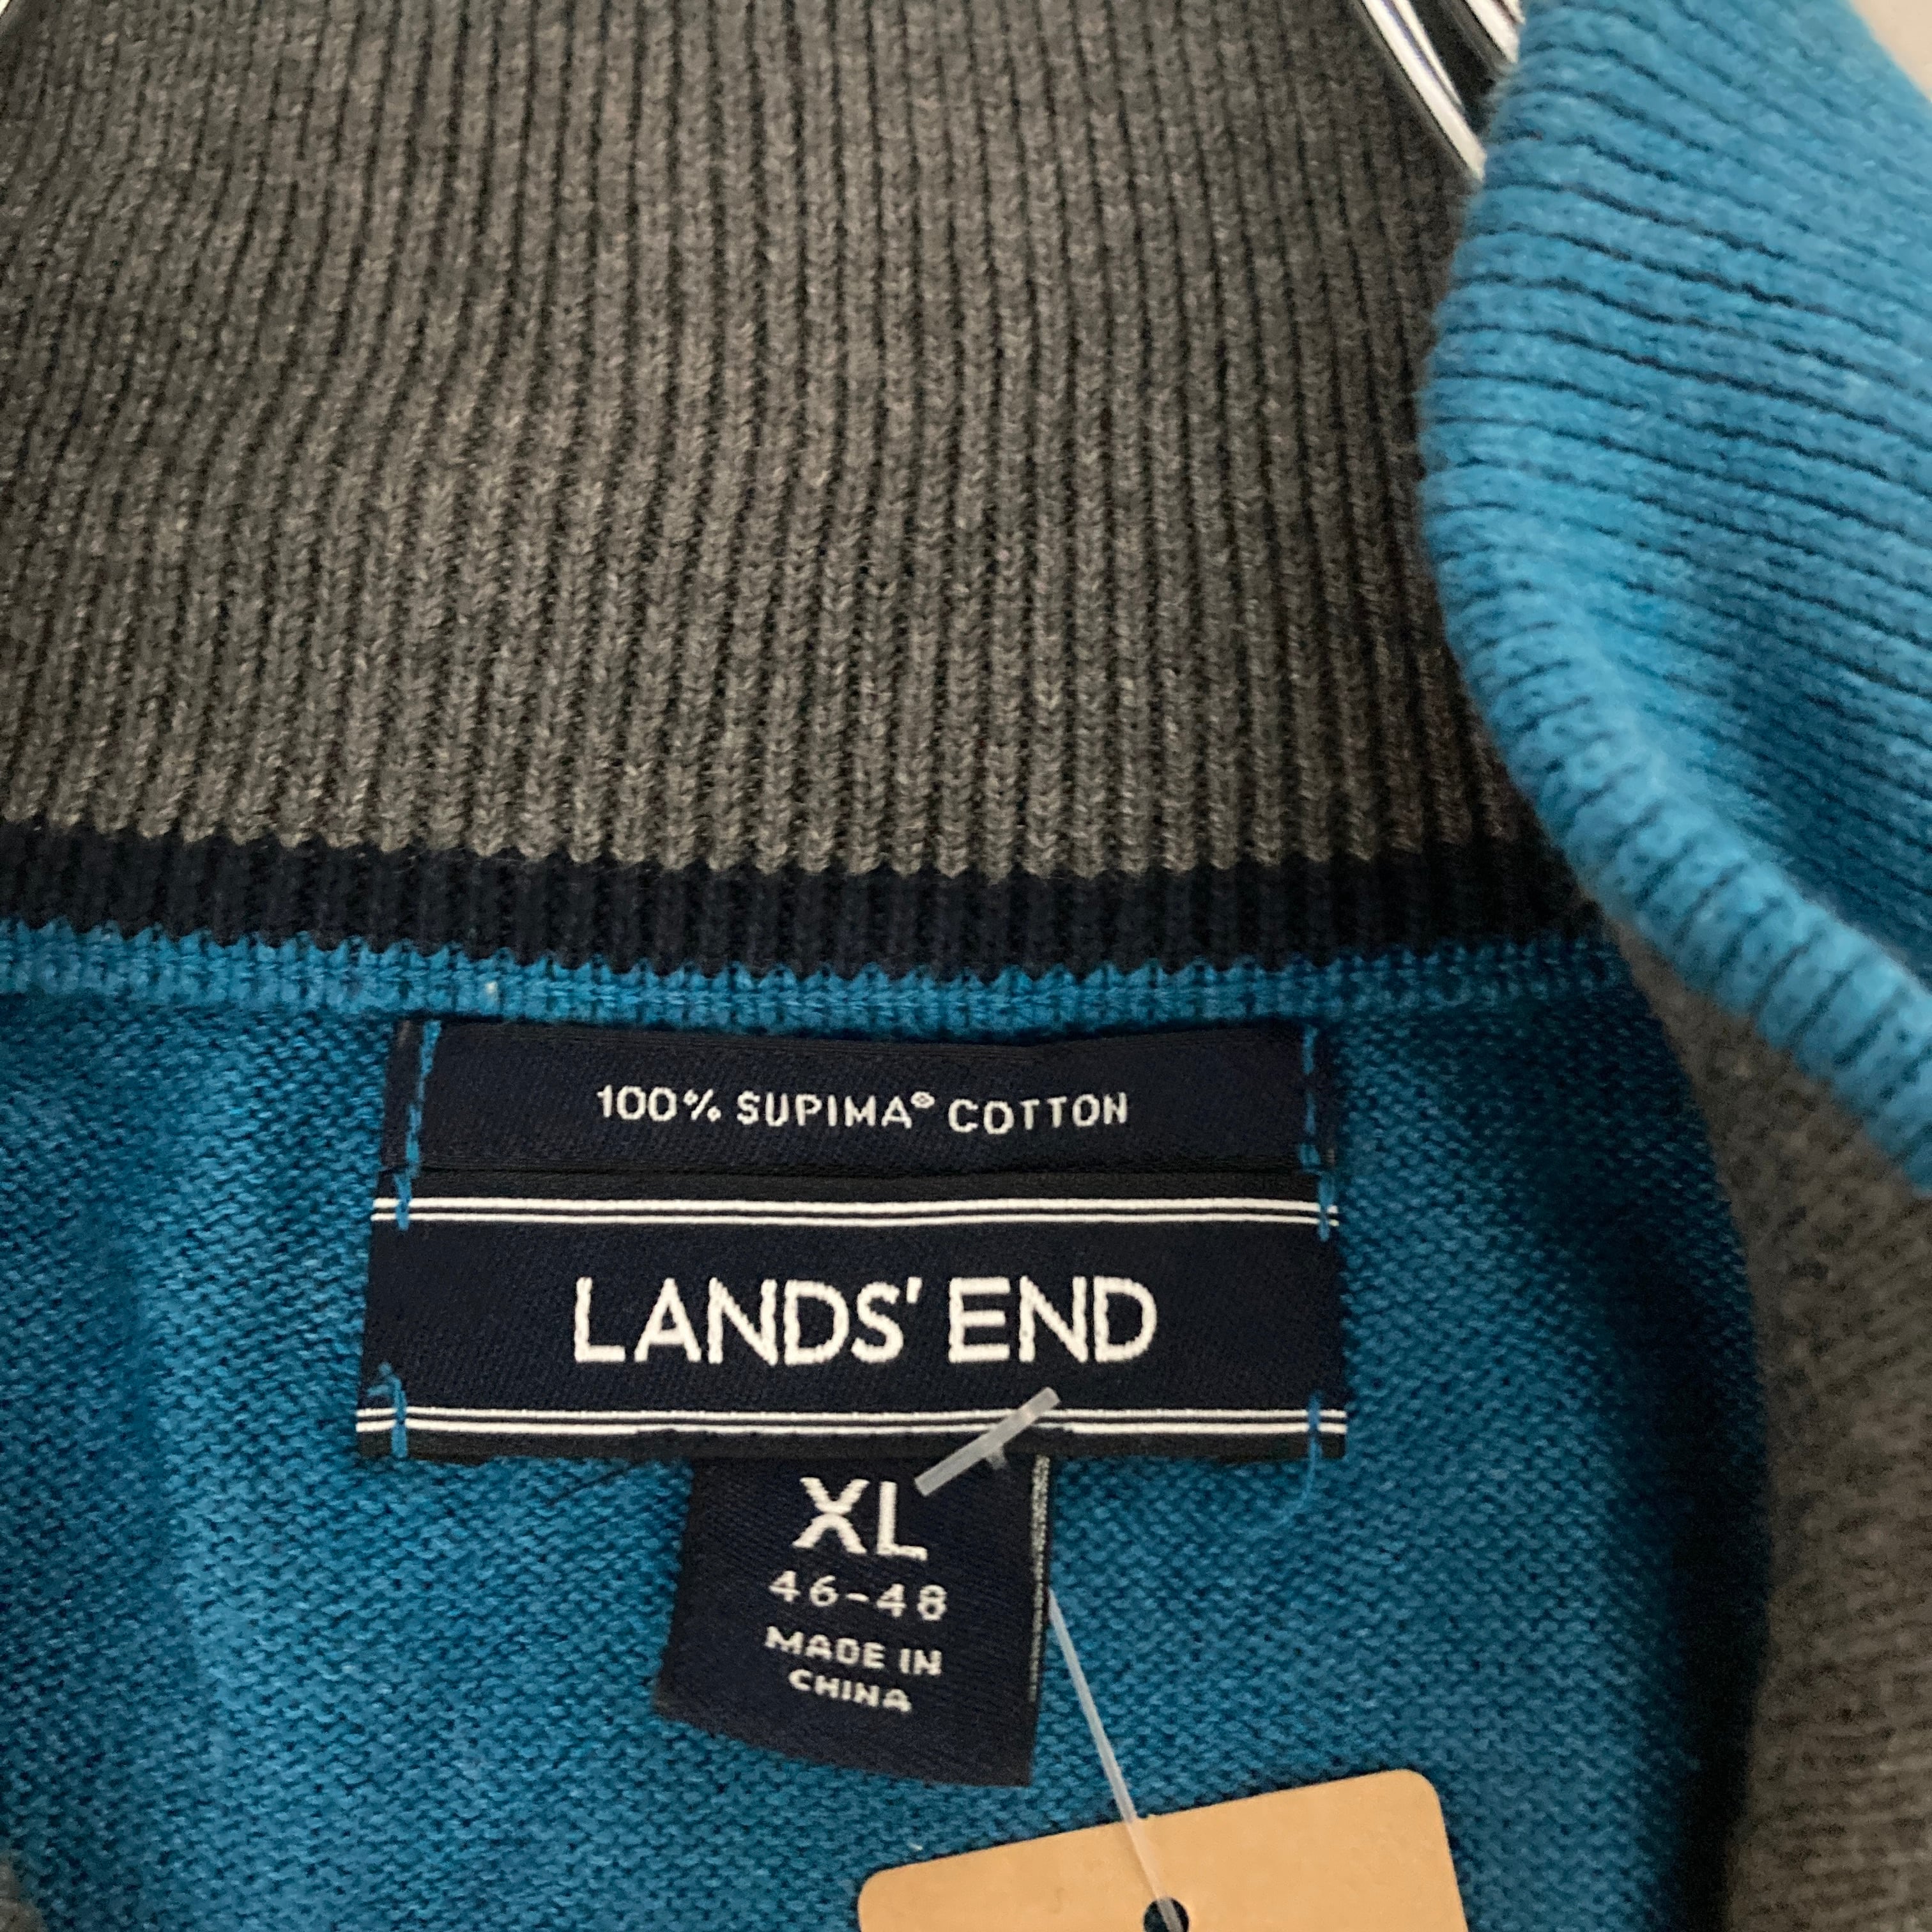 100% SUPIMA® COTTON
LANDS' END
XL
46-48
MADE IN
CHINA